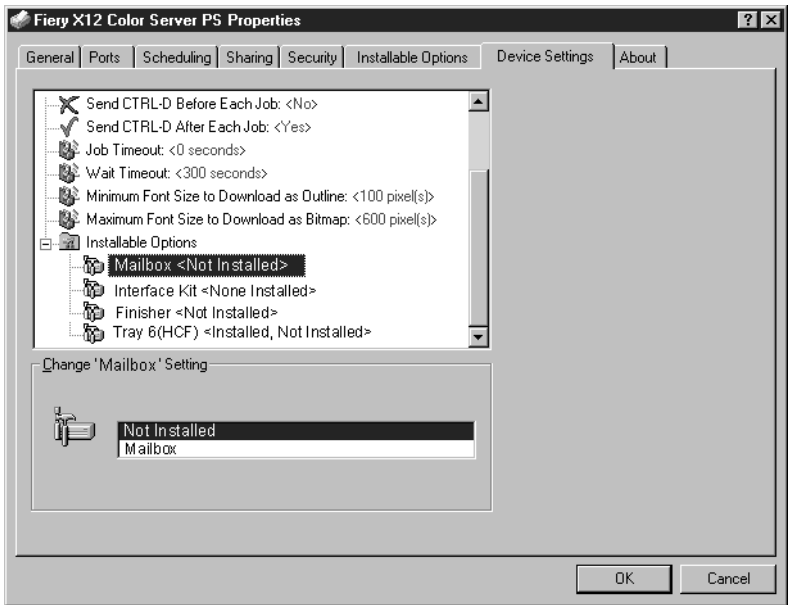 Fiery X12 Color Server PS Properties
General Ports Scheduling Sharing Security Installable Options Device Settings About
Send CTRL-D Before Each Job: <No>
Send CTRL-D After Each Job: <Yes>
Job Timeout: <0 seconds>
Wait Timeout: <300 seconds>
Minimum Font Size to Download as Outline: <100 pixel(s)>
Maximum Font Size to Download as Bitmap: <600 pixel(s)>
Installable Options
Mailbox <Not Installed>
Interface Kit <None Installed>
Finisher <Not Installed>
Tray 6(HCF) <Installed, Not Installed>
Change 'Mailbox' Setting
Not Installed
Mailbox
OK Cancel